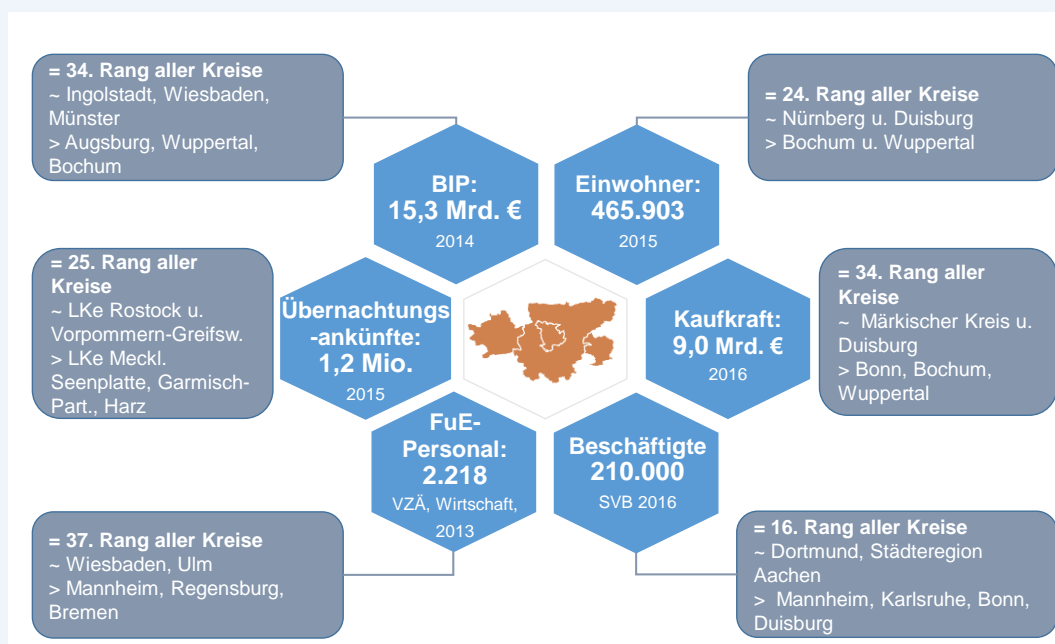 = 34. Rang aller Kreise
~ Ingolstadt, Wiesbaden,
Münster
> Augsburg, Wuppertal,
Bochum
= 24. Rang aller Kreise
~ Nürnberg u. Duisburg
> Bochum u. Wuppertal
BIP:
15,3 Mrd. €
2014
Einwohner:
465.903
2015
= 25. Rang aller
Kreise
~ LKe Rostock u.
Vorpommern-Greifsw.
> LKe Meckl.
Seenplatte, Garmisch-
Part., Harz
Übernachtungs
-ankünfte:
1,2 Mio.
2015
Kaufkraft:
9,0 Mrd. €
2016
= 34. Rang aller
Kreise
~ Märkischer Kreis u.
Duisburg
> Bonn, Bochum,
Wuppertal
FuE-
Personal:
2.218
VZÄ, Wirtschaft,
2013
Beschäftigte
210.000
SVB 2016
= 37. Rang aller Kreise
~ Wiesbaden, Ulm
> Mannheim, Regensburg,
Bremen
= 16. Rang aller Kreise
~ Dortmund, Städteregion
Aachen
> Mannheim, Karlsruhe, Bonn,
Duisburg